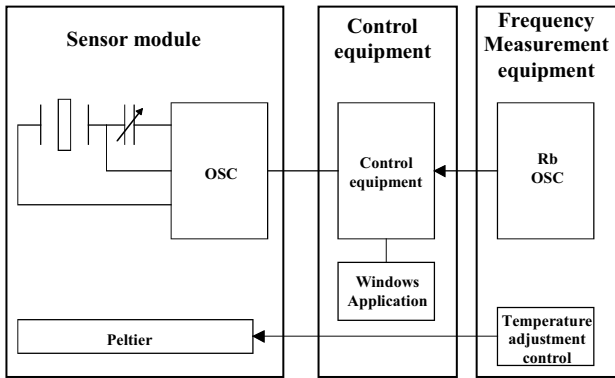 Sensor module
Control
equipment
Frequency
Measurement
equipment
OSC
Control
equipment
Rb
OSC
Windows
Application
Peltier
Temperature
adjustment
control